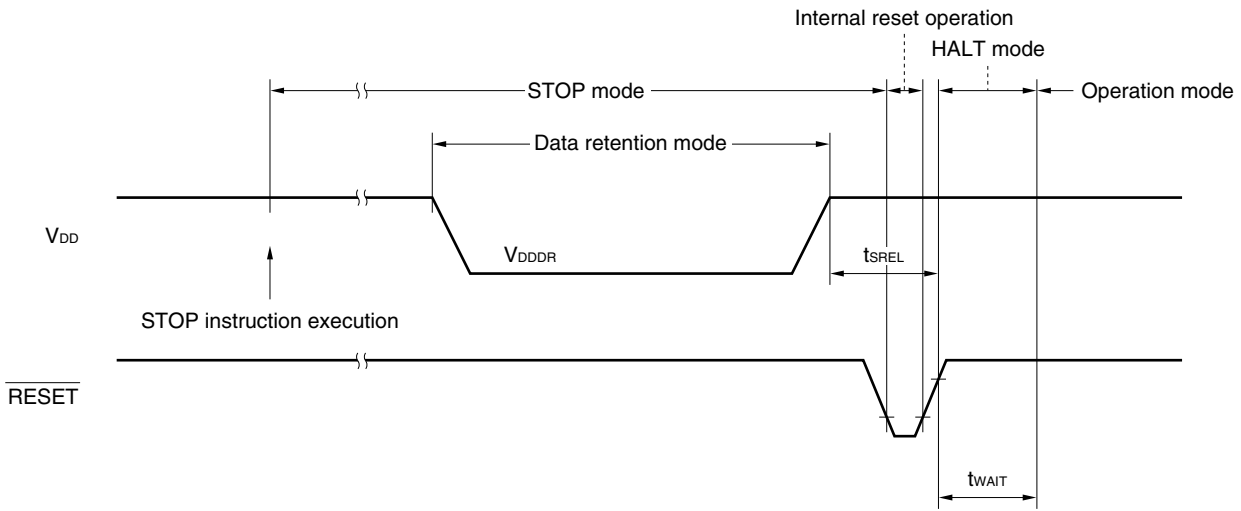 Internal reset operation
HALT mode
STOP mode
Operation mode
Data retention mode
VDD
VDDDR
tSREL
STOP instruction execution
RESET
tWAIT